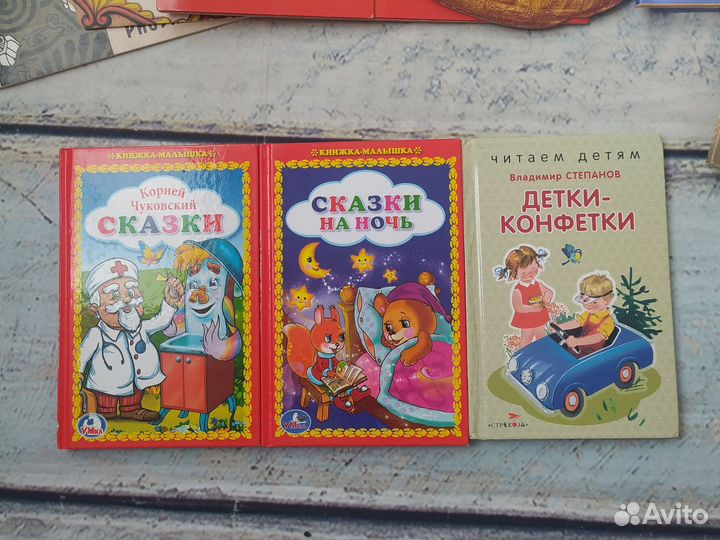 КНИЖКА-МАЛЫШКА
Корней
Чуковский
СКАЗКИ
УМка
КНИЖКА-МАЛЫШКА
СКАЗКИ
НА НОЧЬ
УМка
ЧИТАЕМ ДЕТЯМ
Владимир СТЕПАНОВ
ДЕТКИ-
КОНФЕТКИ
«СТРЕКОЗА»
Avito